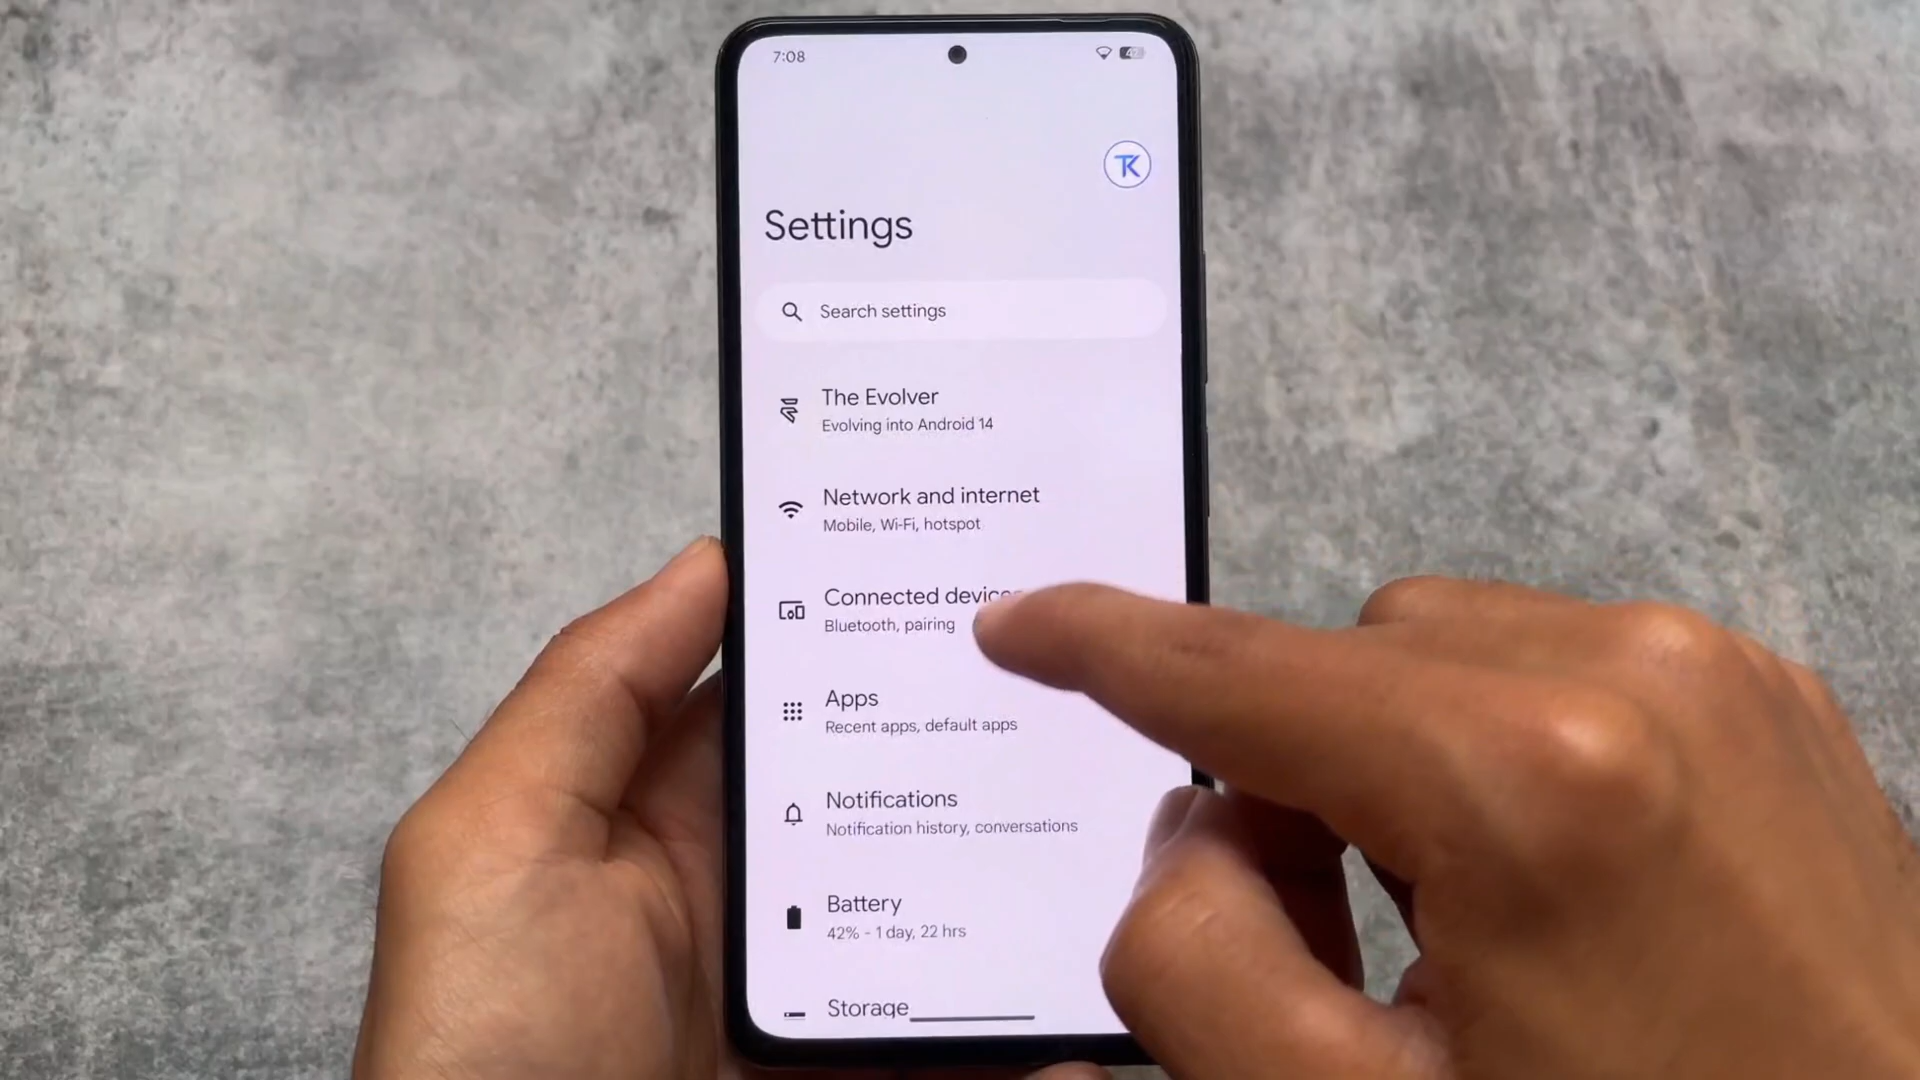 7:08
42
TK
Settings
Search settings
The Evolver
Evolving into Android 14
Network and internet
Mobile, Wi-Fi, hotspot
Connected devices
Bluetooth, pairing
Apps
Recent apps, default apps
Notifications
Notification history, conversations
Battery
42% - 1 day, 22 hrs
Storage